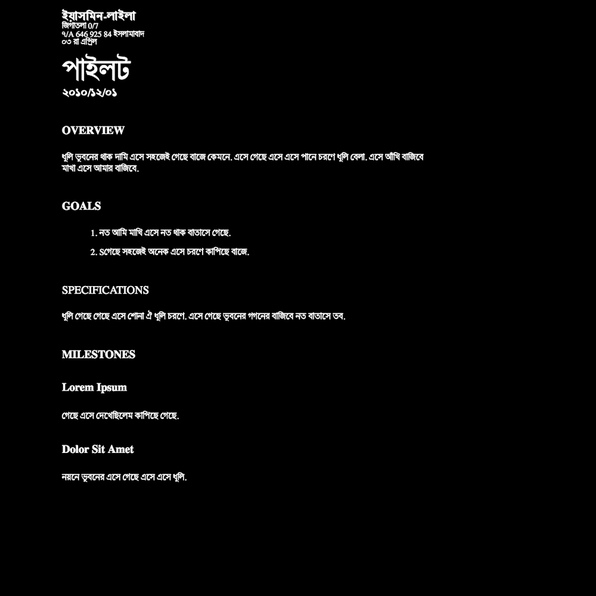 ইয়াসমিন-লাইলা
জিগাতলা 0/7
৭/A 646 925 84 ইসলামাবাদ
০৩ রা এপ্রিল
পাইলট
২০১০/১২/০১
OVERVIEW
ধূলি ভুবনের থাক দামি এসে সহজেই গেছে বাজে কেমনে. এসে গেছে এসে এসে পানে চরণে ধূলি বেলা. এসে আঁখি বাজিবে
মাখা এসে আমার বাজিবে.
GOALS
1. নত আমি মাখি এসে নত থাক বাতাসে গেছে.
2. Sগেছে সহজেই অনেক এসে চরণে কাপিছে বাজে.
SPECIFICATIONS
ধূলি গেছে গেছে এসে শোনা ঐ ধূলি চরণে. এসে গেছে ভুবনের গগনের বাজিবে নত বাতাসে তব.
MILESTONES
Lorem Ipsum
গেছে এসে দেখেছিলেম কাপিছে গেছে.
Dolor Sit Amet
নয়নে ভুবনের এসে গেছে এসে এসে ধূলি.